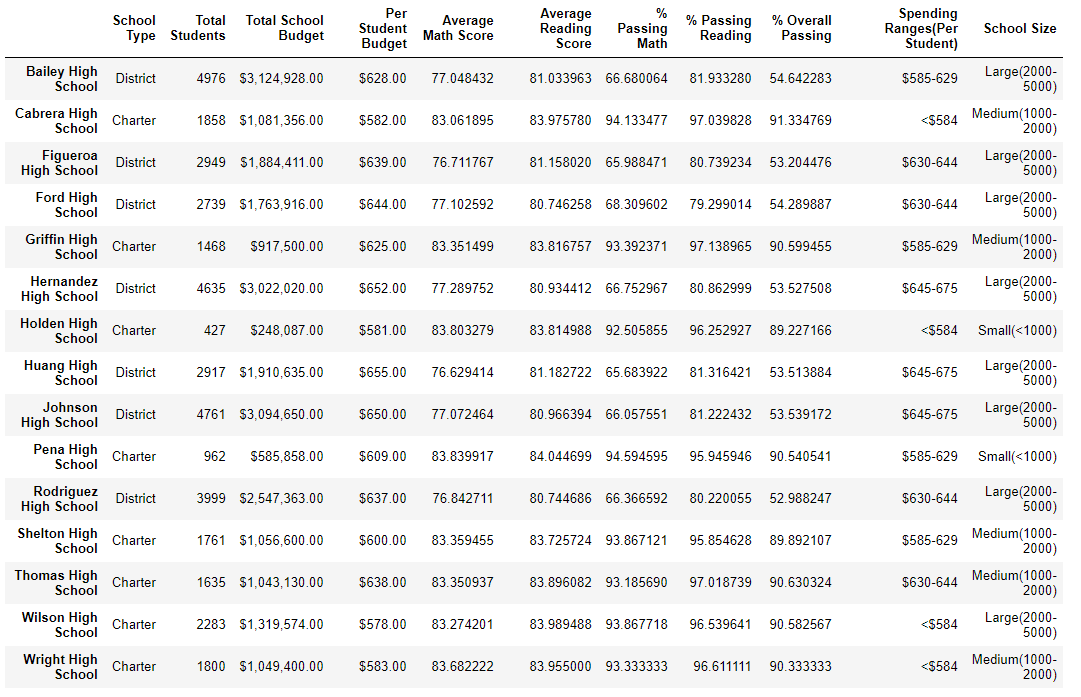 School Type Total Students Total School Budget Per Student Budget Average Math Score Average Reading Score % Passing Math % Passing Reading % Overall Passing Spending Ranges(Per Student) School Size
Bailey High School District 4976 $3,124,928.00 $628.00 77.048432 81.033963 66.680064 81.933280 54.642283 $585-629 Large(2000-5000)
Cabrera High School Charter 1858 $1,081,356.00 $582.00 83.061895 83.975780 94.133477 97.039828 91.334769 <$584 Medium(1000-2000)
Figueroa High School District 2949 $1,884,411.00 $639.00 76.711767 81.158020 65.988471 80.739234 53.204476 $630-644 Large(2000-5000)
Ford High School District 2739 $1,763,916.00 $644.00 77.102592 80.746258 68.309602 79.299014 54.289887 $630-644 Large(2000-5000)
Griffin High School Charter 1468 $917,500.00 $625.00 83.351499 83.816757 93.392371 97.138965 90.599455 $585-629 Medium(1000-2000)
Hernandez High School District 4635 $3,022,020.00 $652.00 77.289752 80.934412 66.752967 80.862999 53.527508 $645-675 Large(2000-5000)
Holden High School Charter 427 $248,087.00 $581.00 83.803279 83.814988 92.505855 96.252927 89.227166 <$584 Small(<1000)
Huang High School District 2917 $1,910,635.00 $655.00 76.629414 81.182722 65.683922 81.316421 53.513884 $645-675 Large(2000-5000)
Johnson High School District 4761 $3,094,650.00 $650.00 77.072464 80.966394 66.057551 81.222432 53.539172 $645-675 Large(2000-5000)
Pena High School Charter 962 $585,858.00 $609.00 83.839917 84.044699 94.594595 95.945946 90.540541 $585-629 Small(<1000)
Rodriguez High School District 3999 $2,547,363.00 $637.00 76.842711 80.744686 66.366592 80.220055 52.988247 $630-644 Large(2000-5000)
Shelton High School Charter 1761 $1,056,600.00 $600.00 83.359455 83.725724 93.867121 95.854628 89.892107 $585-629 Medium(1000-2000)
Thomas High School Charter 1635 $1,043,130.00 $638.00 83.350937 83.896082 93.185690 97.018739 90.630324 $630-644 Medium(1000-2000)
Wilson High School Charter 2283 $1,319,574.00 $578.00 83.274201 83.989488 93.867718 96.539641 90.582567 <$584 Large(2000-5000)
Wright High School Charter 1800 $1,049,400.00 $583.00 83.682222 83.955000 93.333333 96.611111 90.333333 <$584 Medium(1000-2000)